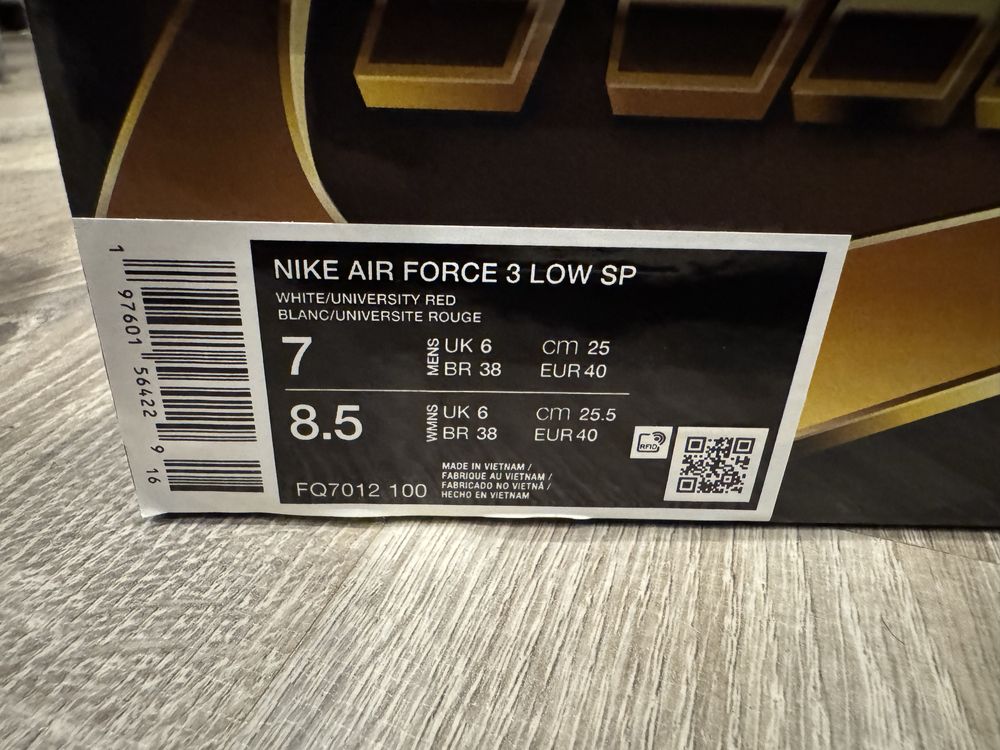 NIKE AIR FORCE 3 LOW SP
WHITE/UNIVERSITY RED
BLANC/UNIVERSITE ROUGE
7
MENS
UK 6
cm 25
BR 38
EUR 40
8.5
WMNS
UK 6
cm 25.5
BR 38
EUR 40
RFID
FQ7012 100
MADE IN VIETNAM /
FABRIQUE AU VIETNAM /
FABRICADO NO VIETNÃ /
HECHO EN VIETNAM
1 97601 56422 9 16